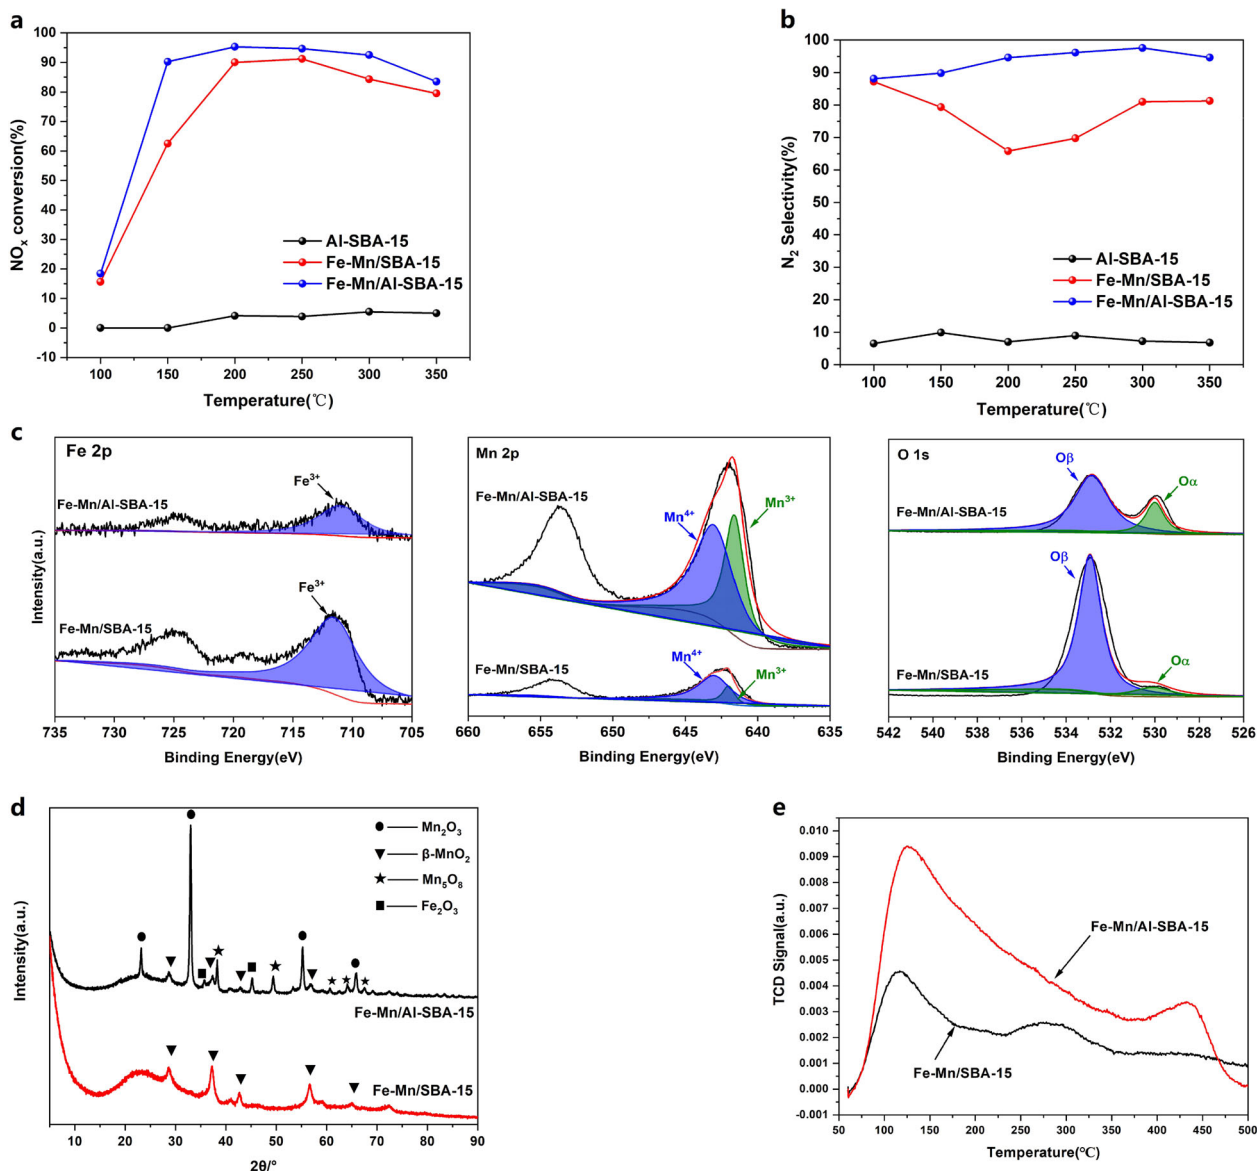 a
NOx conversion(%)
100
90
80
70
60
50
40
30
20
10
0
-10
Al-SBA-15
Fe-Mn/SBA-15
Fe-Mn/Al-SBA-15
100 150 200 250 300 350
Temperature(℃)
b
N2 Selectivity(%)
100
90
80
70
60
50
40
30
20
10
0
Al-SBA-15
Fe-Mn/SBA-15
Fe-Mn/Al-SBA-15
100 150 200 250 300 350
Temperature(℃)
c
Intensity(a.u.)
Fe 2p
Fe3+
Fe-Mn/Al-SBA-15
Fe3+
Fe-Mn/SBA-15
735 730 725 720 715 710 705
Binding Energy(eV)
Mn 2p
Fe-Mn/Al-SBA-15
Mn4+
Mn3+
Fe-Mn/SBA-15
Mn4+
Mn3+
660 655 650 645 640 635
Binding Energy(eV)
O 1s
Oβ
Oα
Fe-Mn/Al-SBA-15
Oβ
Fe-Mn/SBA-15
Oα
542 540 538 536 534 532 530 528 526
Binding Energy(eV)
d
Intensity(a.u.)
Mn2O3
β-MnO2
Mn5O8
Fe2O3
Fe-Mn/Al-SBA-15
Fe-Mn/SBA-15
10 20 30 40 50 60 70 80 90
2θ/°
e
TCD Signal(a.u.)
0.010
0.009
0.008
0.007
0.006
0.005
0.004
0.003
0.002
0.001
0.000
-0.001
Fe-Mn/Al-SBA-15
Fe-Mn/SBA-15
50 100 150 200 250 300 350 400 450 500
Temperature(℃)